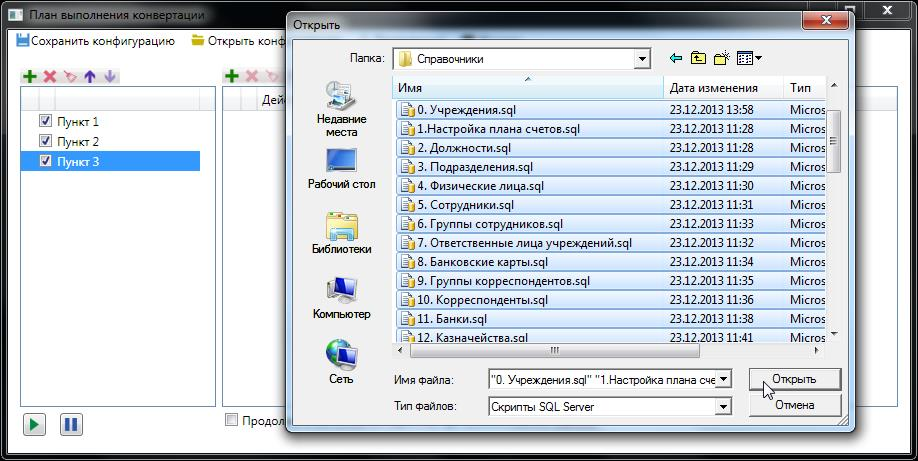 План выполнения конвертации
Сохранить конфигурацию Открыть
Пункт 1
Пункт 2
Пункт 3
Открыть
Папка: Справочники
Недавние места
Рабочий стол
Библиотеки
Компьютер
Сеть
Имя Дата изменения Тип
0. Учреждения.sql 23.12.2013 13:58 Micros
1.Настройка плана счетов.sql 23.12.2013 11:28 Micros
2. Должности.sql 23.12.2013 11:28 Micros
3. Подразделения.sql 23.12.2013 11:29 Micros
4. Физические лица.sql 23.12.2013 11:30 Micros
5. Сотрудники.sql 23.12.2013 11:31 Micros
6. Группы сотрудников.sql 23.12.2013 11:33 Micros
7. Ответственные лица учреждений.sql 23.12.2013 11:32 Micros
8. Банковские карты.sql 23.12.2013 11:34 Micros
9. Группы корреспондентов.sql 23.12.2013 11:35 Micros
10. Корреспонденты.sql 23.12.2013 11:36 Micros
11. Банки.sql 23.12.2013 11:38 Micros
12. Казначейства.sql 23.12.2013 11:41 Micros
Имя файла: "0. Учреждения.sql" "1.Настройка плана сче
Открыть
Тип файлов: Скрипты SQL Server
Отмена